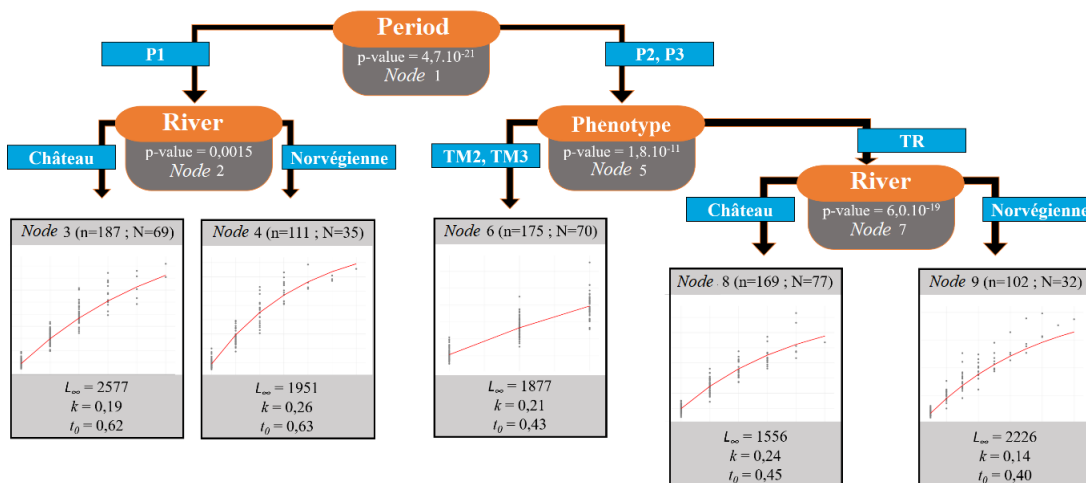 Period
p-value = 4,7.10⁻²¹
Node 1
P1
P2, P3
River
p-value = 0,0015
Node 2
Château
Norvégienne
Phenotype
p-value = 1,8.10⁻¹¹
Node 5
TM2, TM3
TR
River
p-value = 6,0.10⁻¹⁹
Node 7
Château
Norvégienne
Node 3 (n=187 ; N=69)
L∞ = 2577
k = 0,19
t₀ = 0,62
Node 4 (n=111 ; N=35)
L∞ = 1951
k = 0,26
t₀ = 0,63
Node 6 (n=175 ; N=70)
L∞ = 1877
k = 0,21
t₀ = 0,43
Node 8 (n=169 ; N=77)
L∞ = 1556
k = 0,24
t₀ = 0,45
Node 9 (n=102 ; N=32)
L∞ = 2226
k = 0,14
t₀ = 0,40